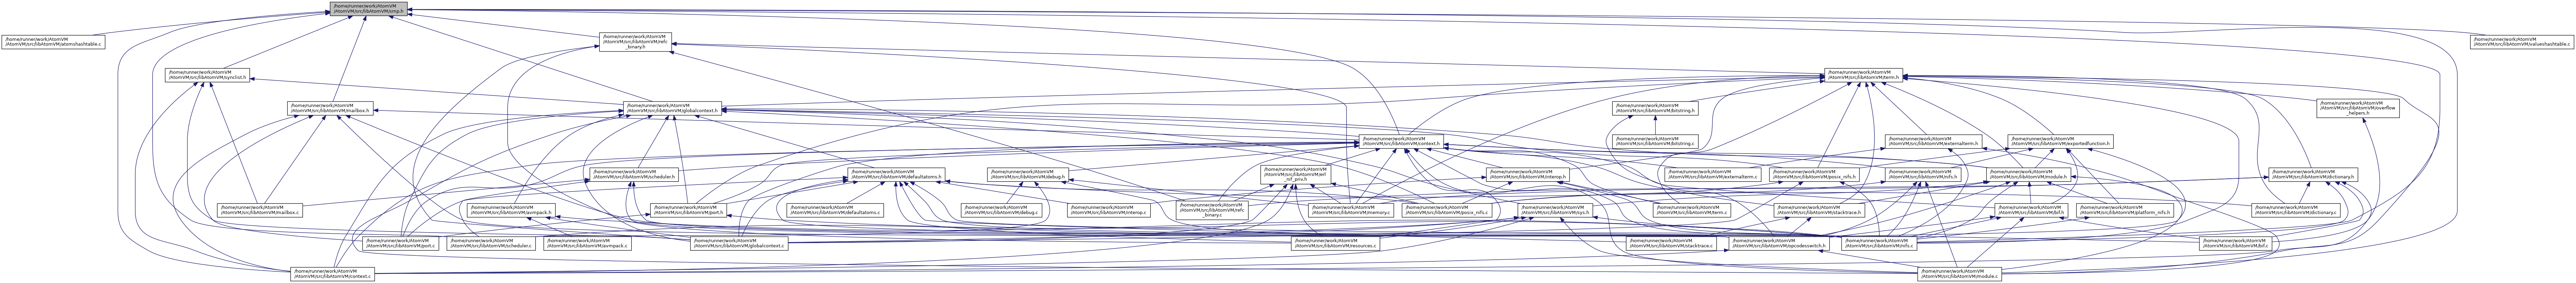 /home/runner/work/AtomVM
/AtomVM/src/libAtomVM/smp.h
/home/runner/work/AtomVM
/AtomVM/src/libAtomVM/atomshashtable.c
/home/runner/work/AtomVM
/AtomVM/src/libAtomVM/refc
_binary.h
/home/runner/work/AtomVM
/AtomVM/src/libAtomVM/valueshashtable.c
/home/runner/work/AtomVM
/AtomVM/src/libAtomVM/synclist.h
/home/runner/work/AtomVM
/AtomVM/src/libAtomVM/term.h
/home/runner/work/AtomVM
/AtomVM/src/libAtomVM/mailbox.h
/home/runner/work/AtomVM
/AtomVM/src/libAtomVM/globalcontext.h
/home/runner/work/AtomVM
/AtomVM/src/libAtomVM/bitstring.h
/home/runner/work/AtomVM
/AtomVM/src/libAtomVM/overflow
_helpers.h
/home/runner/work/AtomVM
/AtomVM/src/libAtomVM/context.h
/home/runner/work/AtomVM
/AtomVM/src/libAtomVM/bitstring.c
/home/runner/work/AtomVM
/AtomVM/src/libAtomVM/externalterm.h
/home/runner/work/AtomVM
/AtomVM/src/libAtomVM/exportedfunction.h
/home/runner/work/AtomVM
/AtomVM/src/libAtomVM/scheduler.h
/home/runner/work/AtomVM
/AtomVM/src/libAtomVM/defaultatoms.h
/home/runner/work/AtomVM
/AtomVM/src/libAtomVM/debug.h
/home/runner/work/AtomVM
/AtomVM/src/libAtomVM/erl
_nif_priv.h
/home/runner/work/AtomVM
/AtomVM/src/libAtomVM/interop.h
/home/runner/work/AtomVM
/AtomVM/src/libAtomVM/externalterm.c
/home/runner/work/AtomVM
/AtomVM/src/libAtomVM/posix_nifs.h
/home/runner/work/AtomVM
/AtomVM/src/libAtomVM/nifs.h
/home/runner/work/AtomVM
/AtomVM/src/libAtomVM/module.h
/home/runner/work/AtomVM
/AtomVM/src/libAtomVM/dictionary.h
/home/runner/work/AtomVM
/AtomVM/src/libAtomVM/mailbox.c
/home/runner/work/AtomVM
/AtomVM/src/libAtomVM/avmpack.h
/home/runner/work/AtomVM
/AtomVM/src/libAtomVM/port.h
/home/runner/work/AtomVM
/AtomVM/src/libAtomVM/defaultatoms.c
/home/runner/work/AtomVM
/AtomVM/src/libAtomVM/debug.c
/home/runner/work/AtomVM
/AtomVM/src/libAtomVM/interop.c
/home/runner/work/AtomVM
/AtomVM/src/libAtomVM/refc
_binary.c
/home/runner/work/AtomVM
/AtomVM/src/libAtomVM/memory.c
/home/runner/work/AtomVM
/AtomVM/src/libAtomVM/posix_nifs.c
/home/runner/work/AtomVM
/AtomVM/src/libAtomVM/sys.h
/home/runner/work/AtomVM
/AtomVM/src/libAtomVM/term.c
/home/runner/work/AtomVM
/AtomVM/src/libAtomVM/stacktrace.h
/home/runner/work/AtomVM
/AtomVM/src/libAtomVM/bif.h
/home/runner/work/AtomVM
/AtomVM/src/libAtomVM/platform_nifs.h
/home/runner/work/AtomVM
/AtomVM/src/libAtomVM/dictionary.c
/home/runner/work/AtomVM
/AtomVM/src/libAtomVM/port.c
/home/runner/work/AtomVM
/AtomVM/src/libAtomVM/scheduler.c
/home/runner/work/AtomVM
/AtomVM/src/libAtomVM/avmpack.c
/home/runner/work/AtomVM
/AtomVM/src/libAtomVM/globalcontext.c
/home/runner/work/AtomVM
/AtomVM/src/libAtomVM/resources.c
/home/runner/work/AtomVM
/AtomVM/src/libAtomVM/stacktrace.c
/home/runner/work/AtomVM
/AtomVM/src/libAtomVM/opcodesswitch.h
/home/runner/work/AtomVM
/AtomVM/src/libAtomVM/nifs.c
/home/runner/work/AtomVM
/AtomVM/src/libAtomVM/bif.c
/home/runner/work/AtomVM
/AtomVM/src/libAtomVM/context.c
/home/runner/work/AtomVM
/AtomVM/src/libAtomVM/module.c